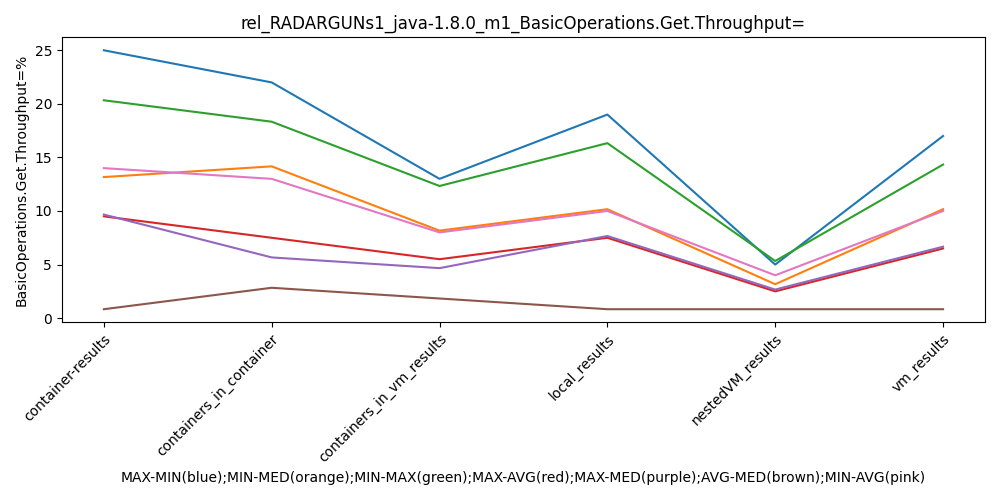 rel_RADARGUNs1_java-1.8.0_m1_BasicOperations.Get.Throughput=
BasicOperations.Get.Throughput=%
25
20
15
10
5
0
container-results
containers_in_container
containers_in_vm_results
local_results
nestedVM_results
vm_results
MAX-MIN(blue);MIN-MED(orange);MIN-MAX(green);MAX-AVG(red);MAX-MED(purple);AVG-MED(brown);MIN-AVG(pink)